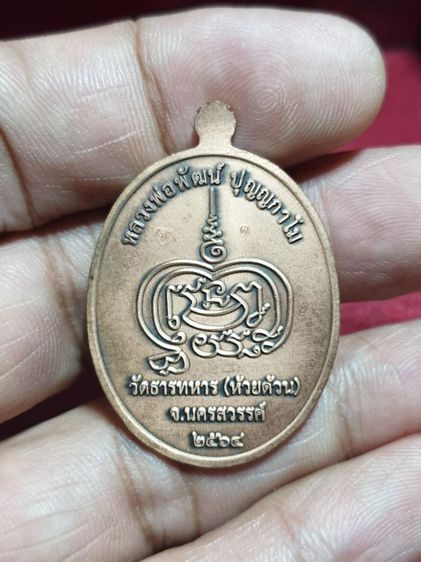 หลวงพ่อพัฒน์ ปุญญกาโม
วัดธารทหาร (ห้วยด้วน)
จ.นครสวรรค์
๒๕๖๔